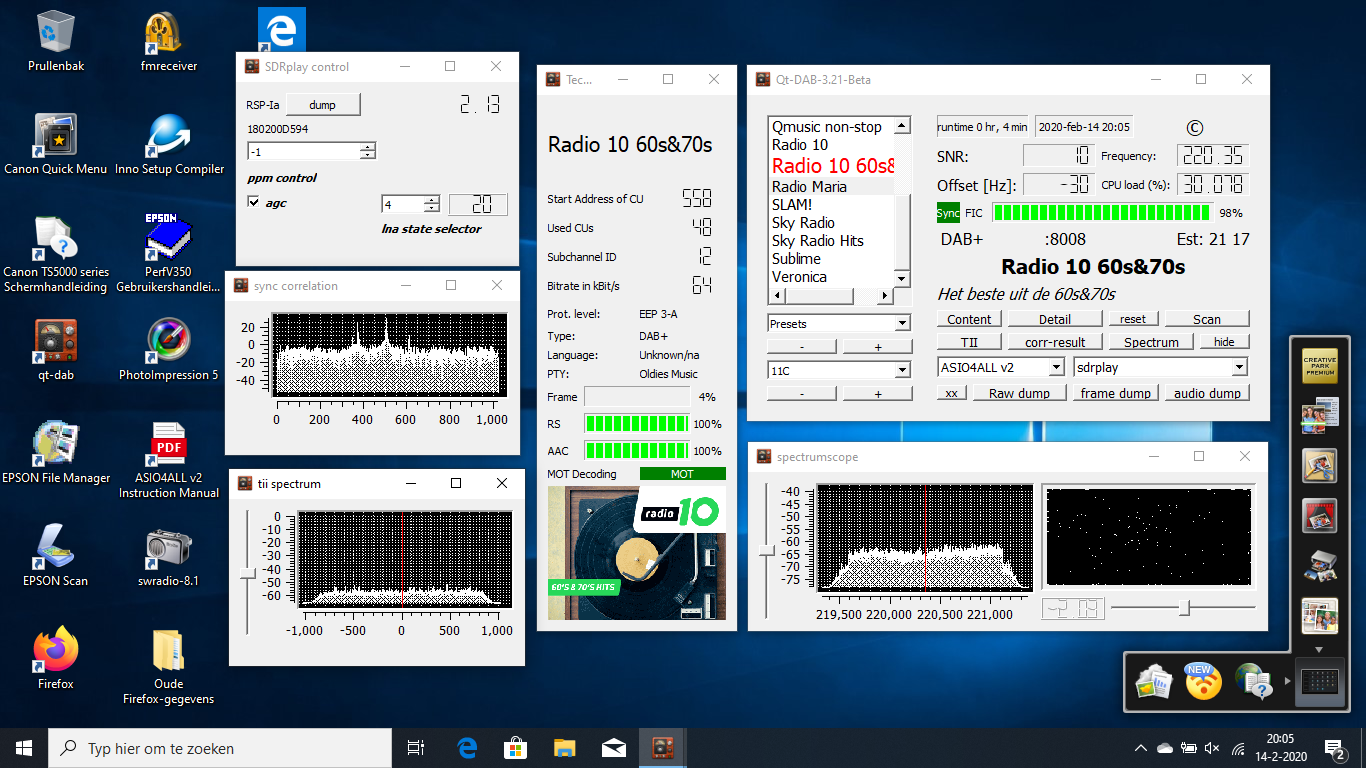 Prullenbak
fmreceiver
Canon Quick Menu
Inno Setup Compiler
EPSON
Canon TS5000 series
Schermhandleiding
PerfV350
Gebruikershandlei...
qt-dab
PhotoImpression 5
EPSON File Manager
PDF
ASIO4ALL v2
Instruction Manual
EPSON Scan
swradio-8.1
Firefox
Oude
Firefox-gegevens
SDRplay control
RSP-Ia
dump
2.13
180200D594
-1
ppm control
agc
4
20
lna state selector
sync correlation
20
0
-20
-40
0 200 400 600 800 1,000
tii spectrum
0
-10
-20
-30
-40
-50
-60
-1,000 -500 0 500 1,000
Tec...
Radio 10 60s&70s
Start Address of CU 558
Used CUs 48
Subchannel ID 12
Bitrate in kBit/s 64
Prot. level: EEP 3-A
Type: DAB+
Language: Unknown/na
PTY: Oldies Music
Frame 4%
RS 100%
AAC 100%
MOT Decoding MOT
radio 10
60'S & 70'S HITS
Qt-DAB-3.21-Beta
Qmusic non-stop
Radio 10
Radio 10 60s&
Radio Maria
SLAM!
Sky Radio
Sky Radio Hits
Sublime
Veronica
Presets
- +
11C
- +
runtime 0 hr, 4 min 2020-feb-14 20:05 ©
SNR: 10 Frequency: 220.35
Offset [Hz]: -30 CPU load (%): 30.078
Sync FIC 98%
DAB+ :8008 Est: 21 17
Radio 10 60s&70s
Het beste uit de 60s&70s
Content Detail reset Scan
TII corr-result Spectrum hide
ASIO4ALL v2 sdrplay
xx Raw dump frame dump audio dump
spectrumscope
-40
-45
-50
-55
-60
-65
-70
-75
219,500 220,000 220,500 221,000
-2.19
CREATIVE
PARK
PREMIUM
NEW
Typ hier om te zoeken
20:05
14-2-2020
2